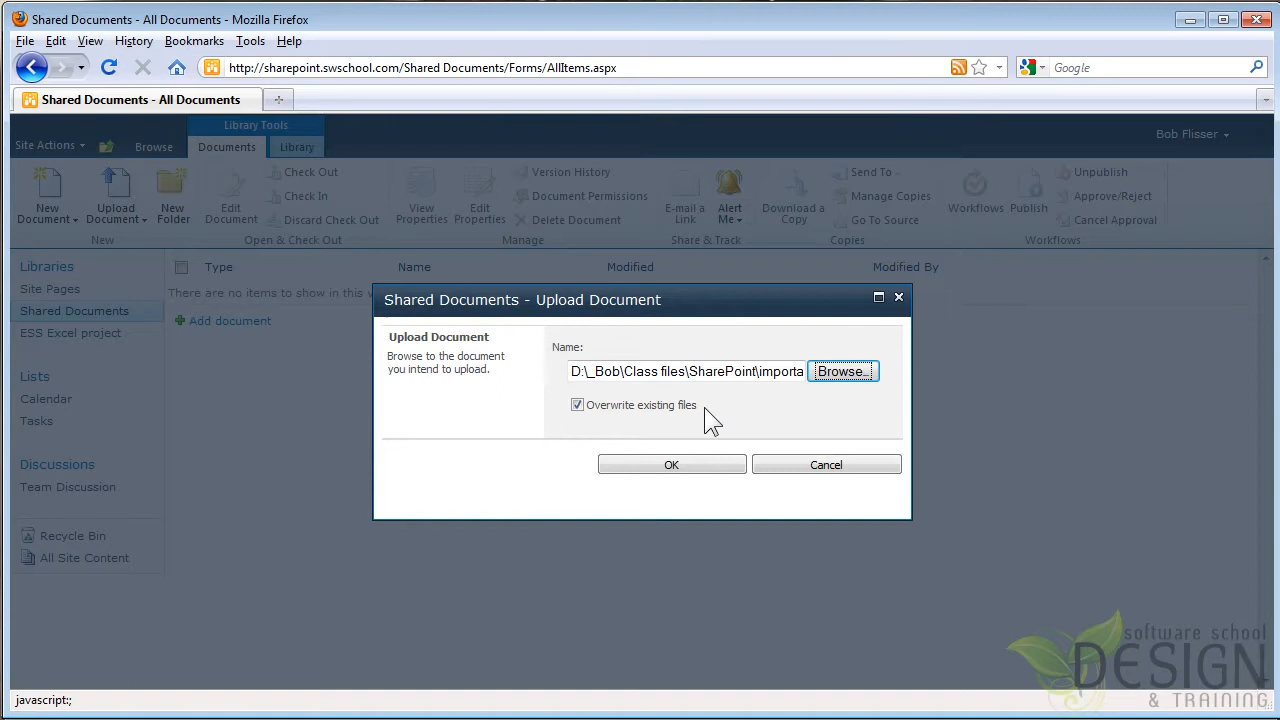 Shared Documents - All Documents - Mozilla Firefox
File Edit View History Bookmarks Tools Help
http://sharepoint.swschool.com/Shared Documents/Forms/AllItems.aspx
Google
Shared Documents - All Documents
Library Tools
Site Actions Browse Documents Library
Bob Flisser
New Document
Upload Document
New Folder
Edit Document
Check Out
Check In
Discard Check Out
View Properties
Edit Properties
Version History
Document Permissions
Delete Document
E-mail a Link
Alert Me
Download a Copy
Send To
Manage Copies
Go To Source
Workflows
Publish
Unpublish
Approve/Reject
Cancel Approval
New Open & Check Out Manage Share & Track Copies Workflows
Libraries
Site Pages
Shared Documents
ESS Excel project
Lists
Calendar
Tasks
Discussions
Team Discussion
Recycle Bin
All Site Content
Type Name Modified Modified By
There are no items to show in this v
Add document
Shared Documents - Upload Document
Upload Document
Browse to the document
you intend to upload.
Name:
D:\_Bob\Class files\SharePoint\importa
Browse...
Overwrite existing files
OK Cancel
software school
DESIGN
& TRAINING
javascript:;